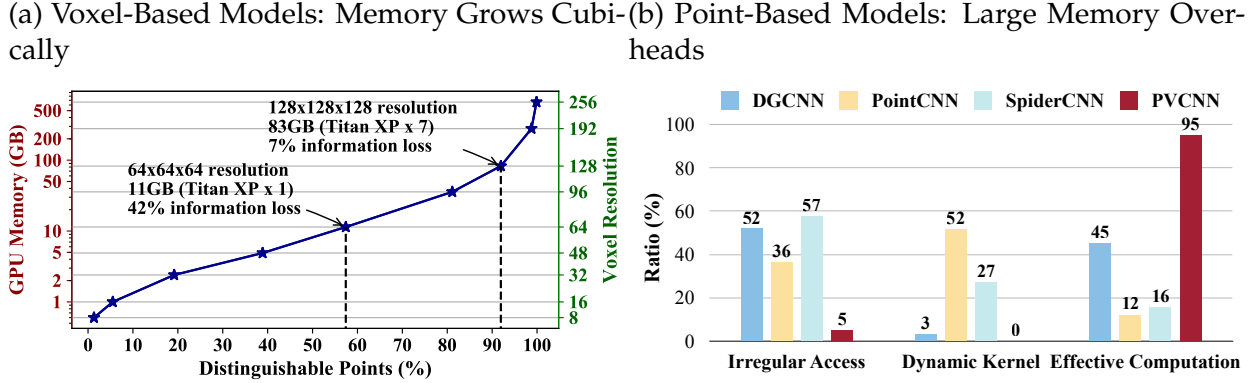 (a) Voxel-Based Models: Memory Grows Cubi-
cally
128x128x128 resolution
83GB (Titan XP x 7)
7% information loss
64x64x64 resolution
11GB (Titan XP x 1)
42% information loss
GPU Memory (GB)
500
200
100
50
10
5
2
1
Voxel Resolution
256
192
128
96
64
48
32
16
8
0 10 20 30 40 50 60 70 80 90 100
Distinguishable Points (%)
(b) Point-Based Models: Large Memory Over-
heads
DGCNN PointCNN SpiderCNN PVCNN
Ratio (%)
100
80
60
40
20
0
52 36 57 5
3 52 27 0
45 12 16 95
Irregular Access Dynamic Kernel Effective Computation